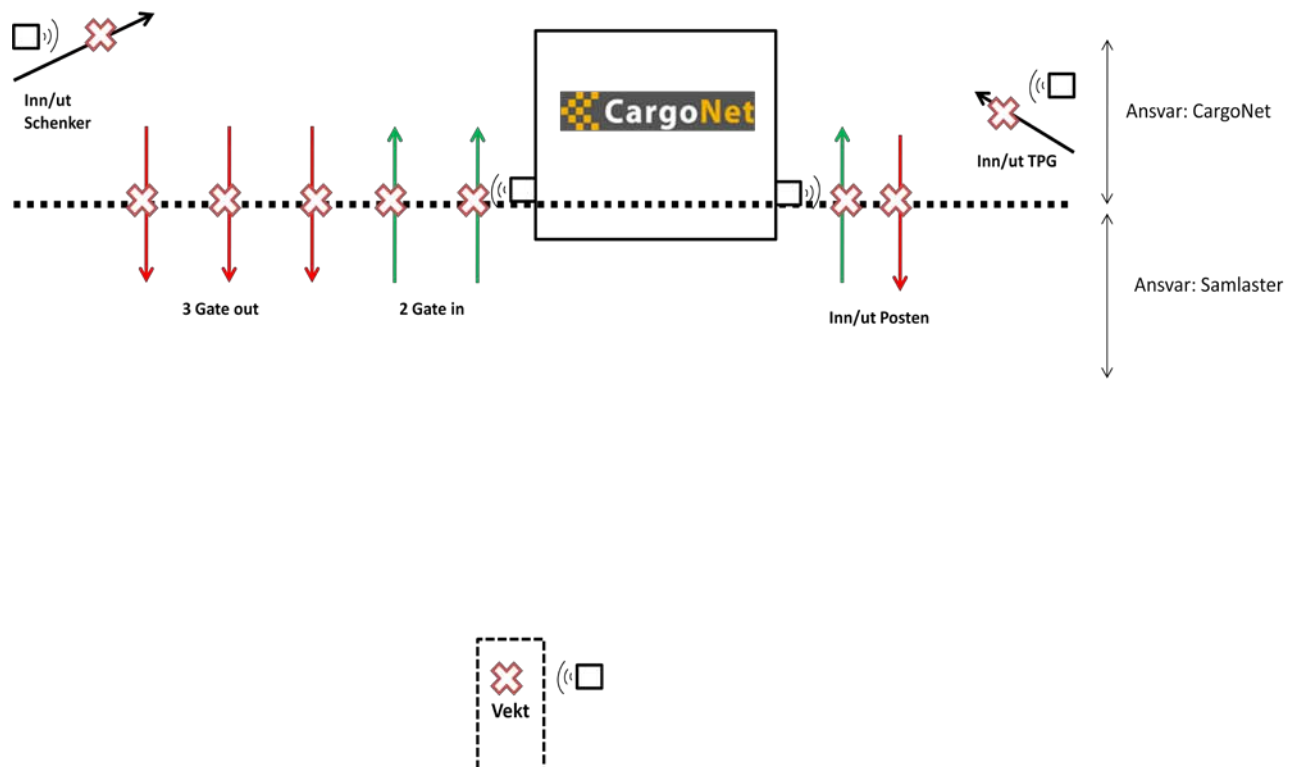 Inn/ut
Schenker
CargoNet
Inn/ut TPG
Ansvar: CargoNet
3 Gate out
2 Gate in
Inn/ut Posten
Ansvar: Samlaster
Vekt